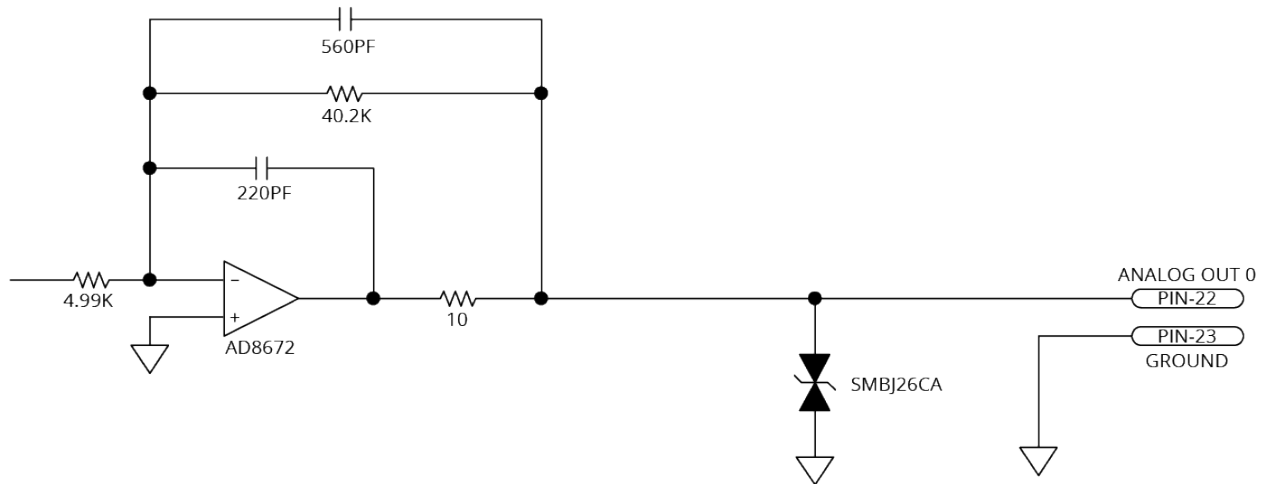 560PF
40.2K
220PF
4.99K
−
+
AD8672
10
ANALOG OUT 0
PIN-22
PIN-23
GROUND
SMBJ26CA